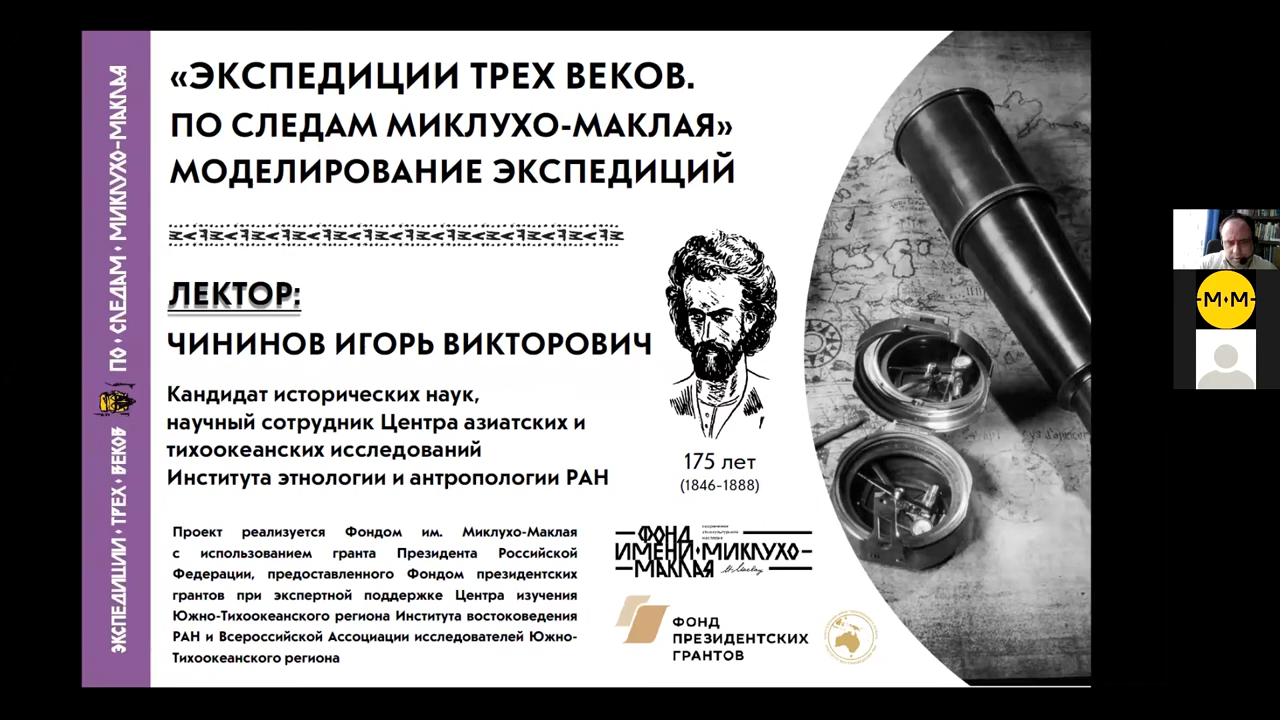 «ЭКСПЕДИЦИИ ТРЕХ ВЕКОВ.
ПО СЛЕДАМ МИКЛУХО-МАКЛАЯ»
МОДЕЛИРОВАНИЕ ЭКСПЕДИЦИЙ
ЛЕКТОР:
ЧИНИНОВ ИГОРЬ ВИКТОРОВИЧ
Кандидат исторических наук,
научный сотрудник Центра азиатских и
тихоокеанских исследований
Института этнологии и антропологии РАН
175 лет
(1846-1888)
Проект реализуется Фондом им. Миклухо-Маклая
с использованием гранта Президента Российской
Федерации, предоставленного Фондом президентских
грантов при экспертной поддержке Центра изучения
Южно-Тихоокеанского региона Института востоковедения
РАН и Всероссийской Ассоциации исследователей Южно-
Тихоокеанского региона
ФОНД
ИМЕНИ МИКЛУХО-
МАКЛАЯ
ФОНД
ПРЕЗИДЕНТСКИХ
ГРАНТОВ
ЭКСПЕДИЦИИ • ТРЕХ • ВЕКОВ ПО • СЛЕДАМ • МИКЛУХО-МАКЛАЯ
-М•М-